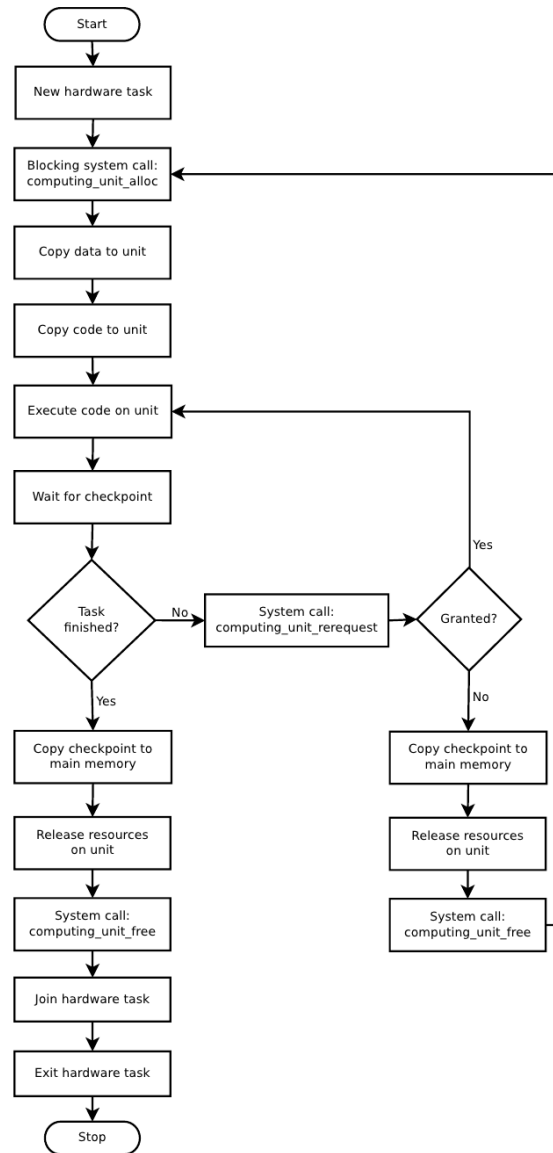 Start
New hardware task
Blocking system call:
computing_unit_alloc
Copy data to unit
Copy code to unit
Execute code on unit
Wait for checkpoint
Task
finished?
No
System call:
computing_unit_rerequest
Granted?
Yes
No
Yes
Copy checkpoint to
main memory
Release resources
on unit
System call:
computing_unit_free
Join hardware task
Exit hardware task
Stop
Copy checkpoint to
main memory
Release resources
on unit
System call:
computing_unit_free